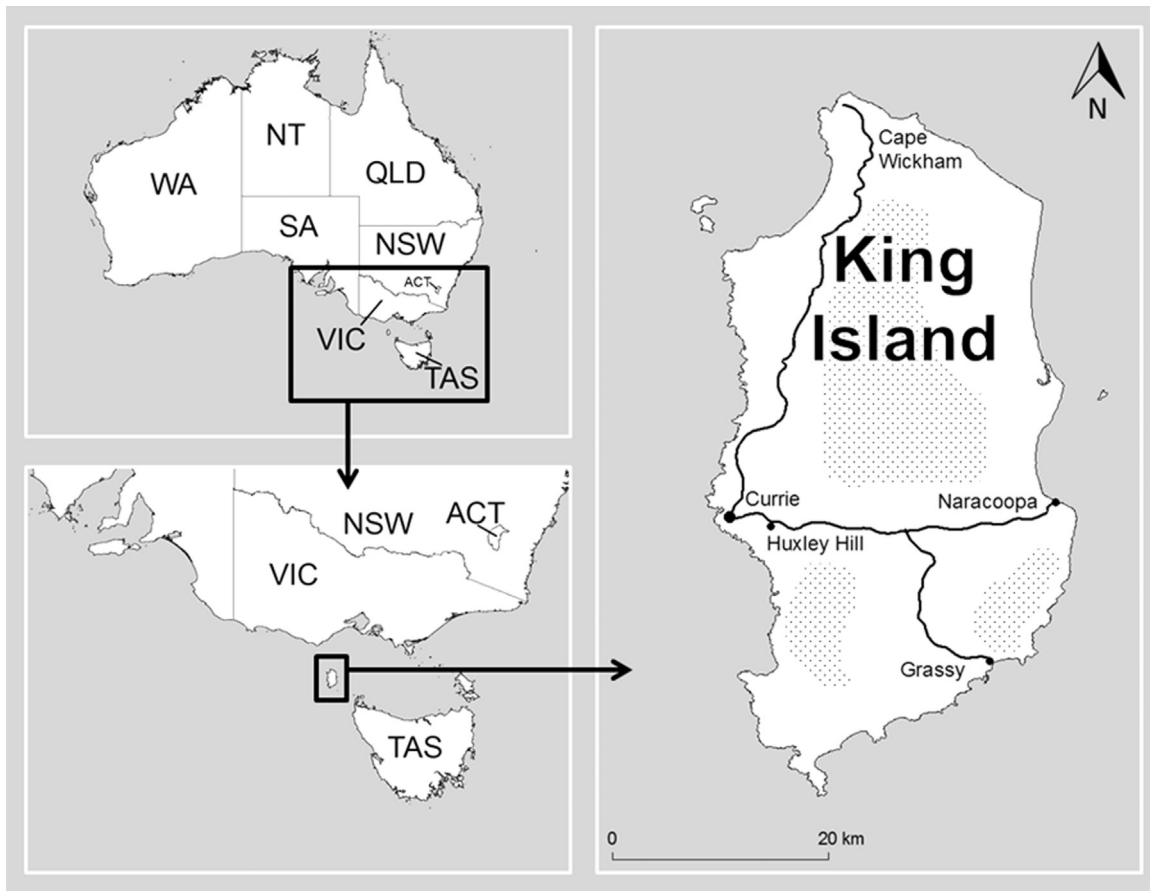 NT
WA
QLD
SA
NSW
ACT
VIC
TAS
NSW
ACT
VIC
TAS
N
Cape
Wickham
King
Island
Currie
Naracoopa
Huxley Hill
Grassy
0
20 km